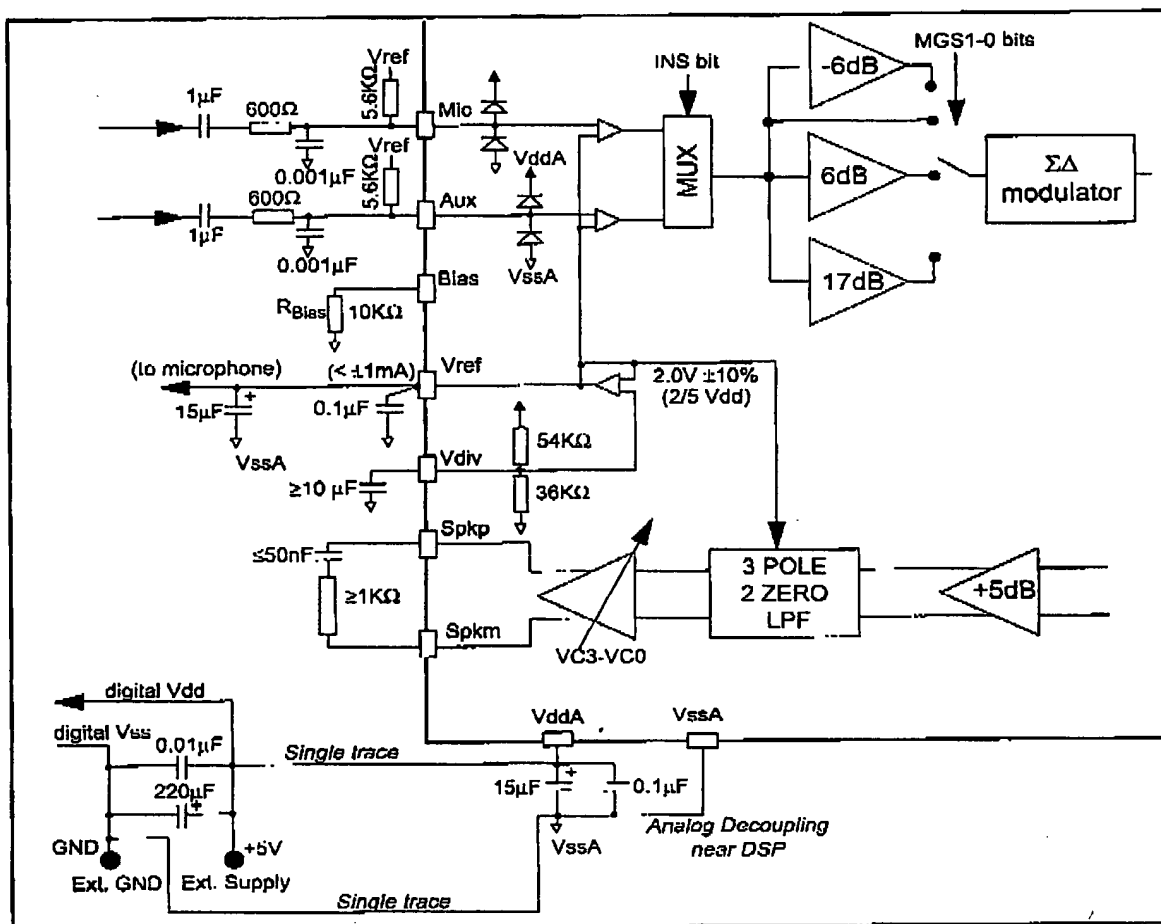 MGS1-0 bits
INS bit
Vref
-6dB
1µF
600Ω
5.6KΩ
Mic
0.001µF
Vref
VddA
MUX
6dB
ΣΔ
modulator
5.6KΩ
600Ω
Aux
1µF
0.001µF
VssA
17dB
Bias
RBias
10KΩ
(to microphone)
(< ±1mA)
Vref
2.0V ±10%
(2/5 Vdd)
15µF
+
0.1µF
VssA
54KΩ
Vdiv
≥10 µF
36KΩ
Spkp
≤50nF
3 POLE
2 ZERO
LPF
+5dB
≥1KΩ
Spkm
VC3-VC0
digital Vdd
VddA
VssA
digital Vss
0.01µF
Single trace
15µF
+
0.1µF
220µF
+
VssA
Analog Decoupling
near DSP
GND
+5V
Ext. GND
Ext. Supply
Single trace